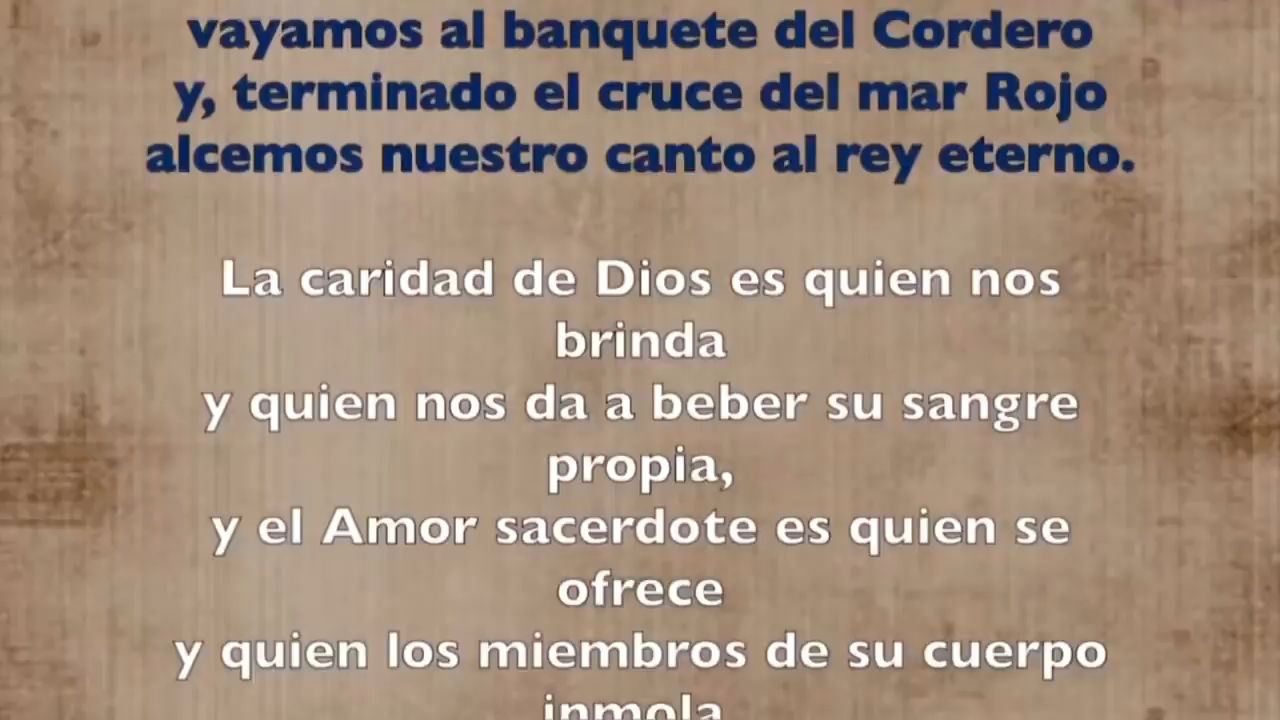 vayamos al banquete del Cordero
y, terminado el cruce del mar Rojo
alcemos nuestro canto al rey eterno.
La caridad de Dios es quien nos
brinda
y quien nos da a beber su sangre
propia,
y el Amor sacerdote es quien se
ofrece
y quien los miembros de su cuerpo
inmola